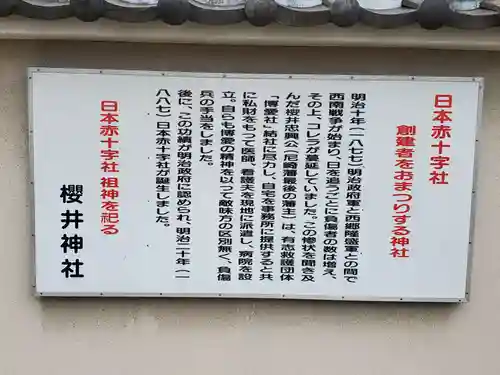 日本赤十字社
創建者をおまつりする神社
明治十年(一八七七)明治政府軍と西郷隆盛軍との間で
西南戦争が始まり、日を追うごとに負傷者の数は増え、
その上、コレラが蔓延していました。この惨状を聞き及
んだ櫻井忠興公(尼崎藩最後の藩主)は、有志救護団体
「博愛社」結社に尽力し、自宅を事務所に提供すると共
に私財をもって医師、看護夫を現地に派遣し、病院を設
立。自らも博愛の精神を以って敵味方の区別無く、負傷
兵の手当をしました。
後に、この功績が明治政府に認められ、明治二十年(一
八八七)日本赤十字社が誕生しました。
日本赤十字社 祖神を祀る
櫻井神社